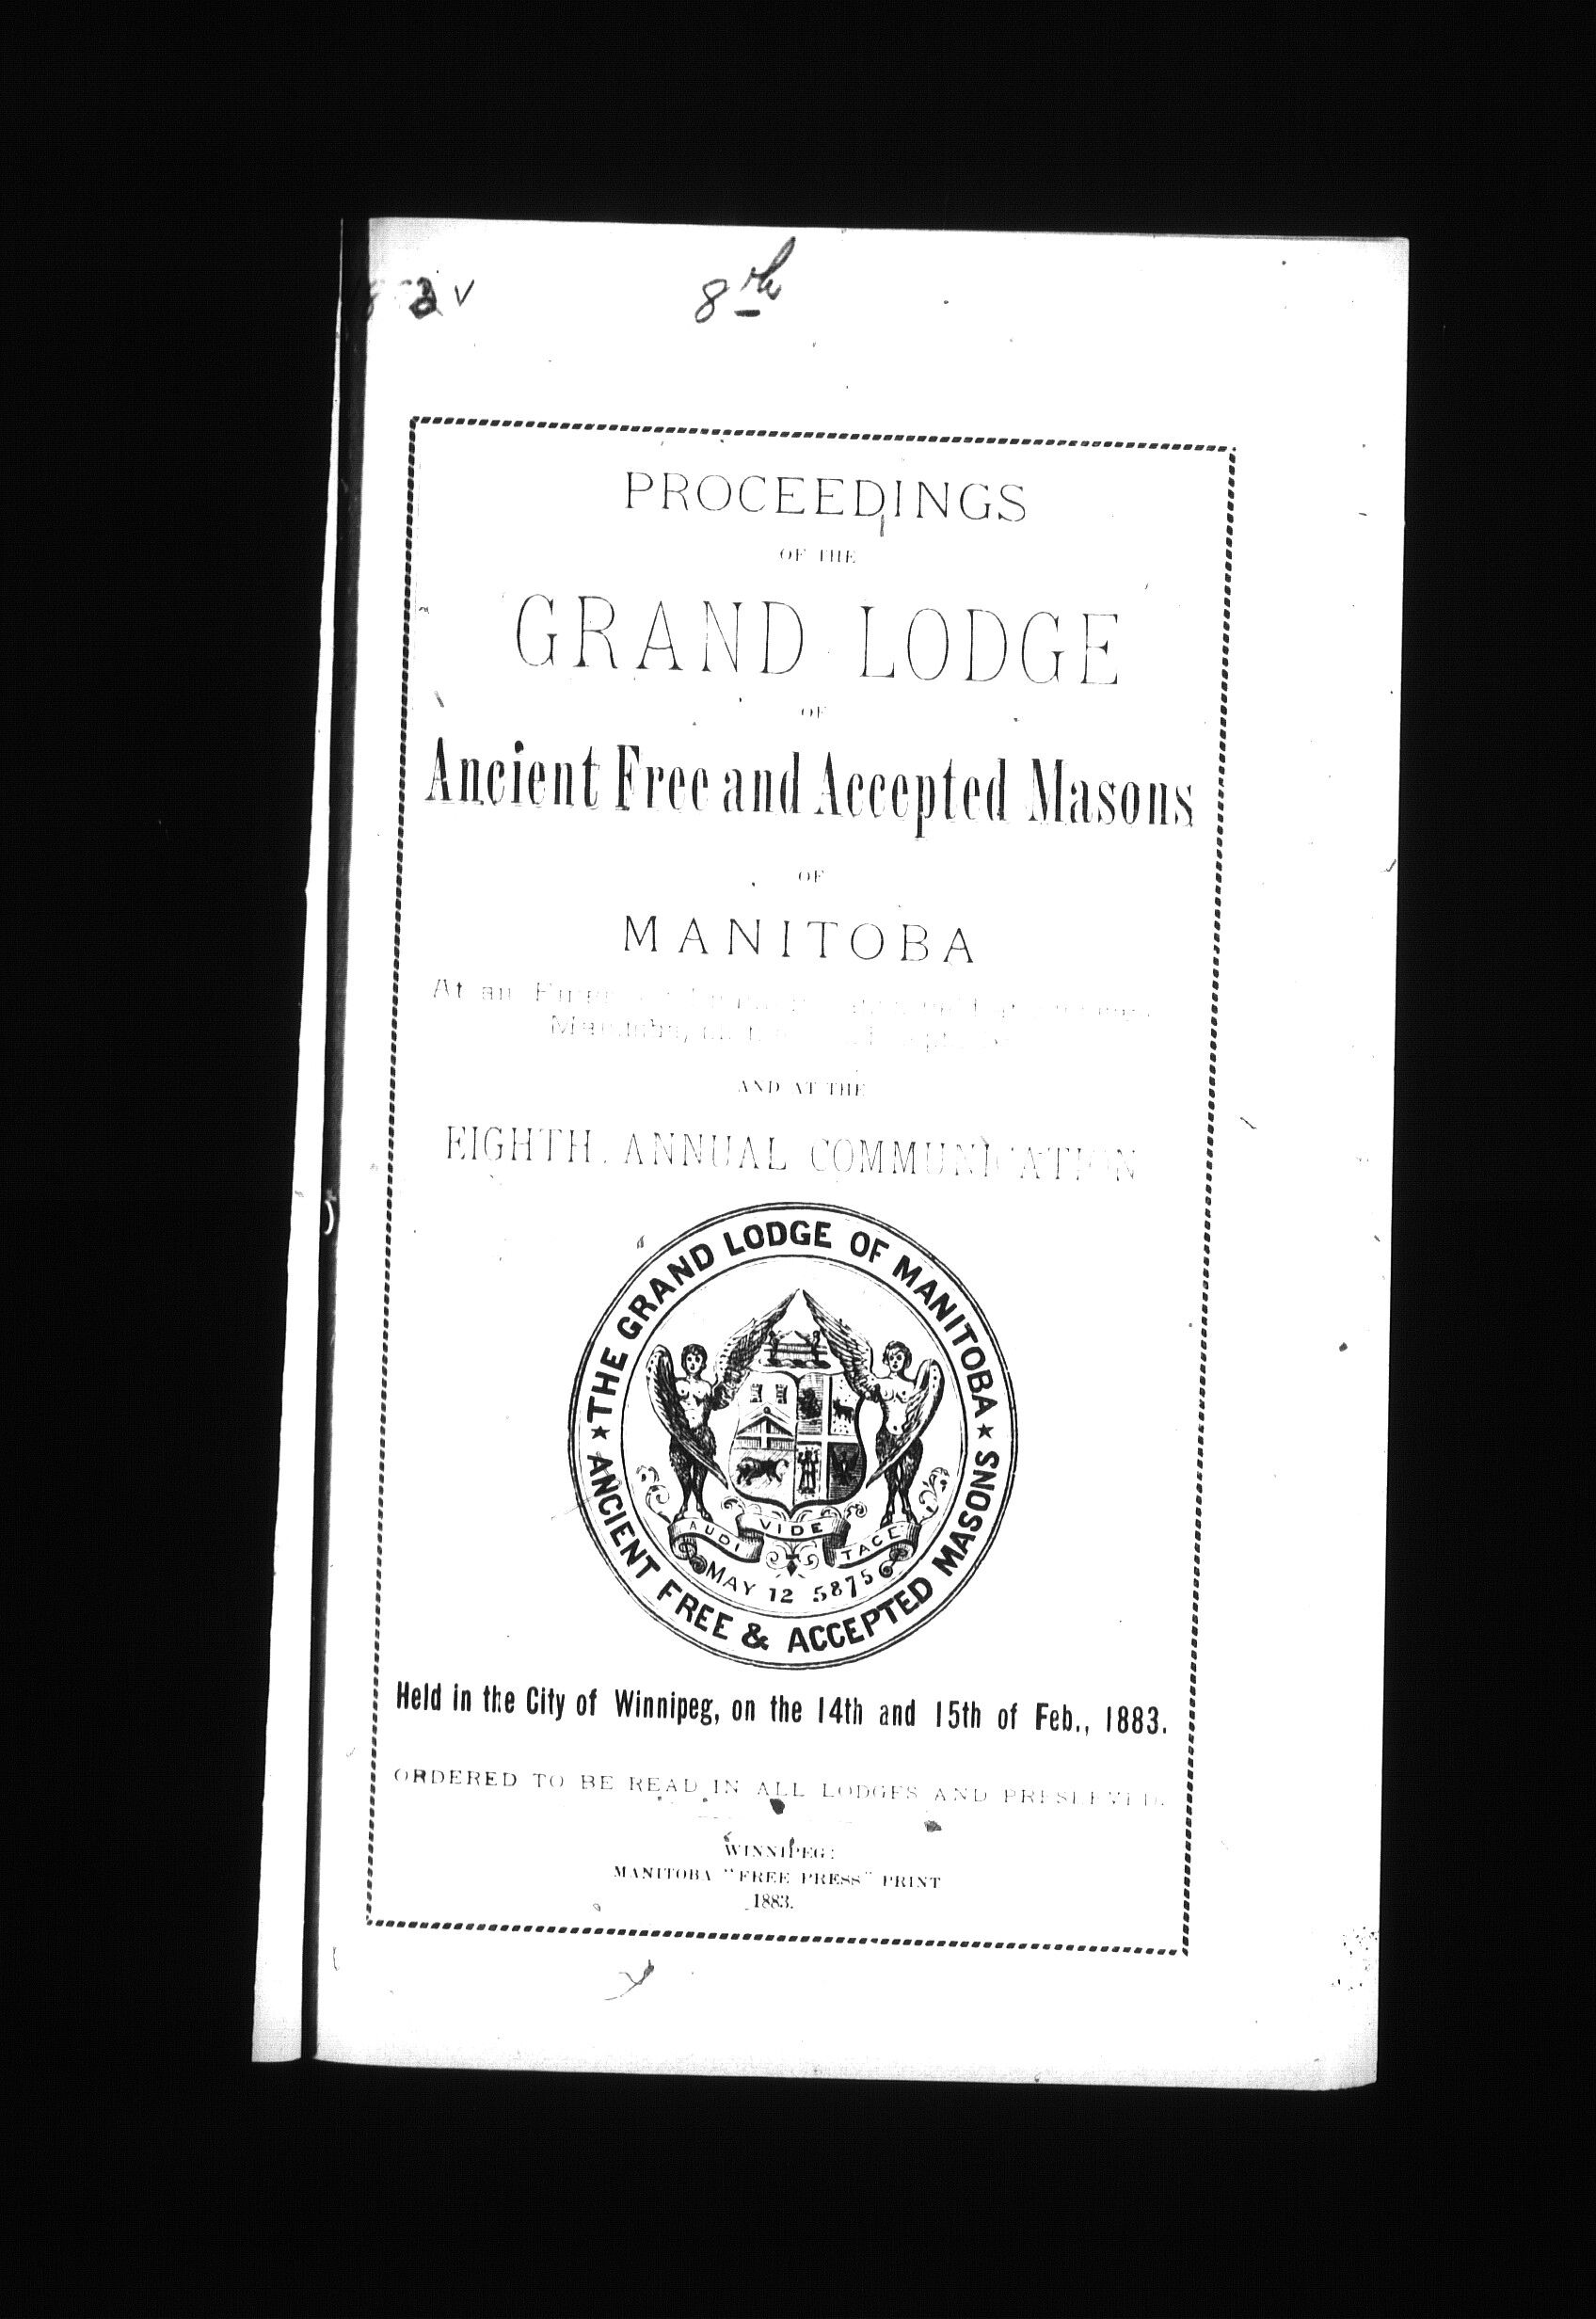 8th
PROCEEDINGS
OF THE
GRAND LODGE
OF
Ancient Free and Accepted Masons
OF
MANITOBA
At an
AND AT THE
EIGHTH ANNUAL COMMUNICATION
THE GRAND LODGE OF MANITOBA
AUDI VIDE TACE
MAY 12 5875
ANCIENT FREE & ACCEPTED MASONS
Held in the City of Winnipeg, on the 14th and 15th of Feb., 1883.
ORDERED TO BE READ IN ALL LODGES AND PRESERVED.
WINNIPEG:
MANITOBA "FREE PRESS" PRINT
1883.